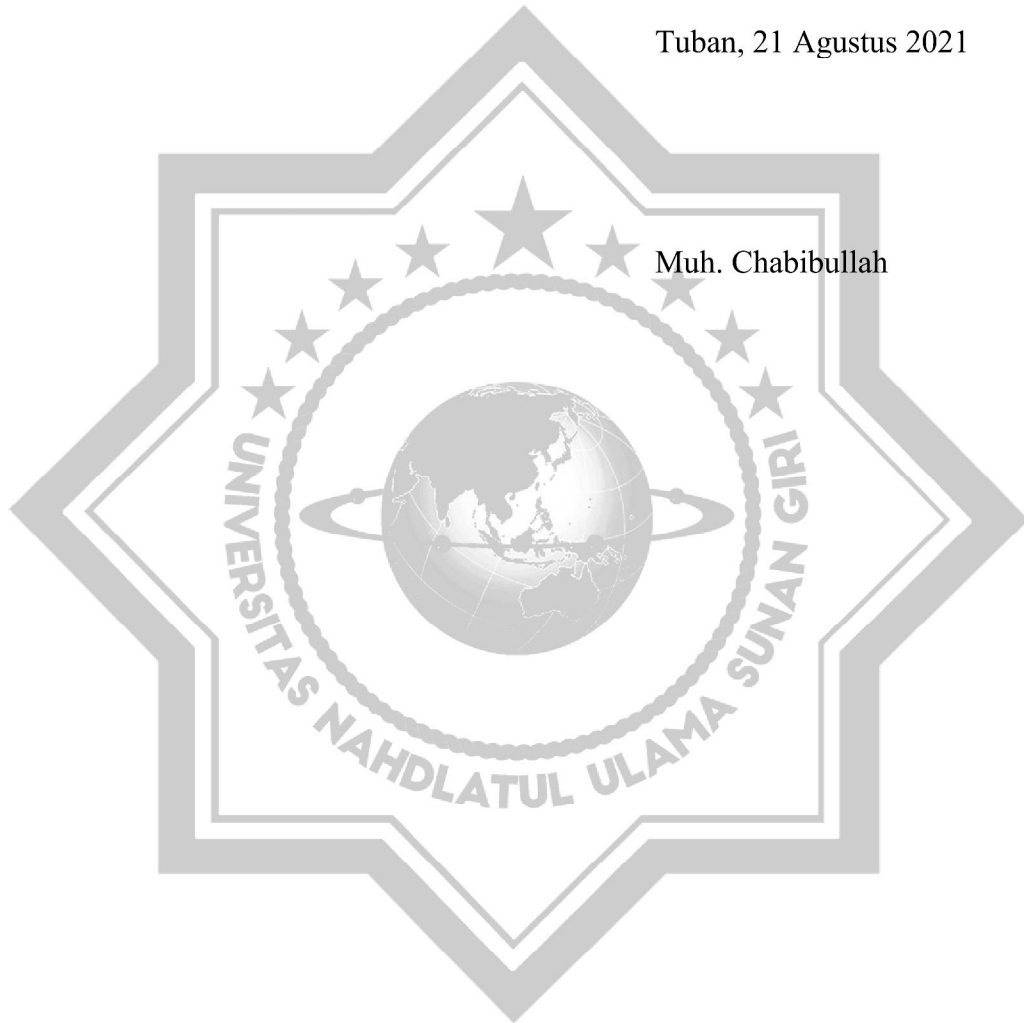 Tuban, 21 Agustus 2021
Muh. Chabibullah
UNIVERSITAS NAHDLATUL ULAMA SUNAN GIRI